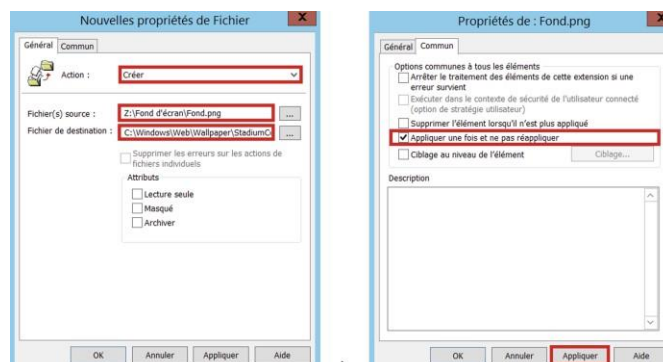 Nouvelles propriétés de Fichier
X
Général
Commun
Action :
Créer
Fichier(s) source :
Z:\Fond d'écran\Fond.png
...
Fichier de destination :
C:\Windows\Web\Wallpaper\StadiumC
...
Supprimer les erreurs sur les actions de
fichiers individuels
Attributs
Lecture seule
Masqué
Archiver
OK
Annuler
Appliquer
Aide
Propriétés de : Fond.png
X
Général
Commun
Options communes à tous les éléments
Arrêter le traitement des éléments de cette extension si une
erreur survient
Exécuter dans le contexte de sécurité de l'utilisateur connecté
(option de stratégie utilisateur)
Supprimer l'élément lorsqu'il n'est plus appliqué
Appliquer une fois et ne pas réappliquer
Ciblage au niveau de l'élément
Ciblage...
Description
OK
Annuler
Appliquer
Aide